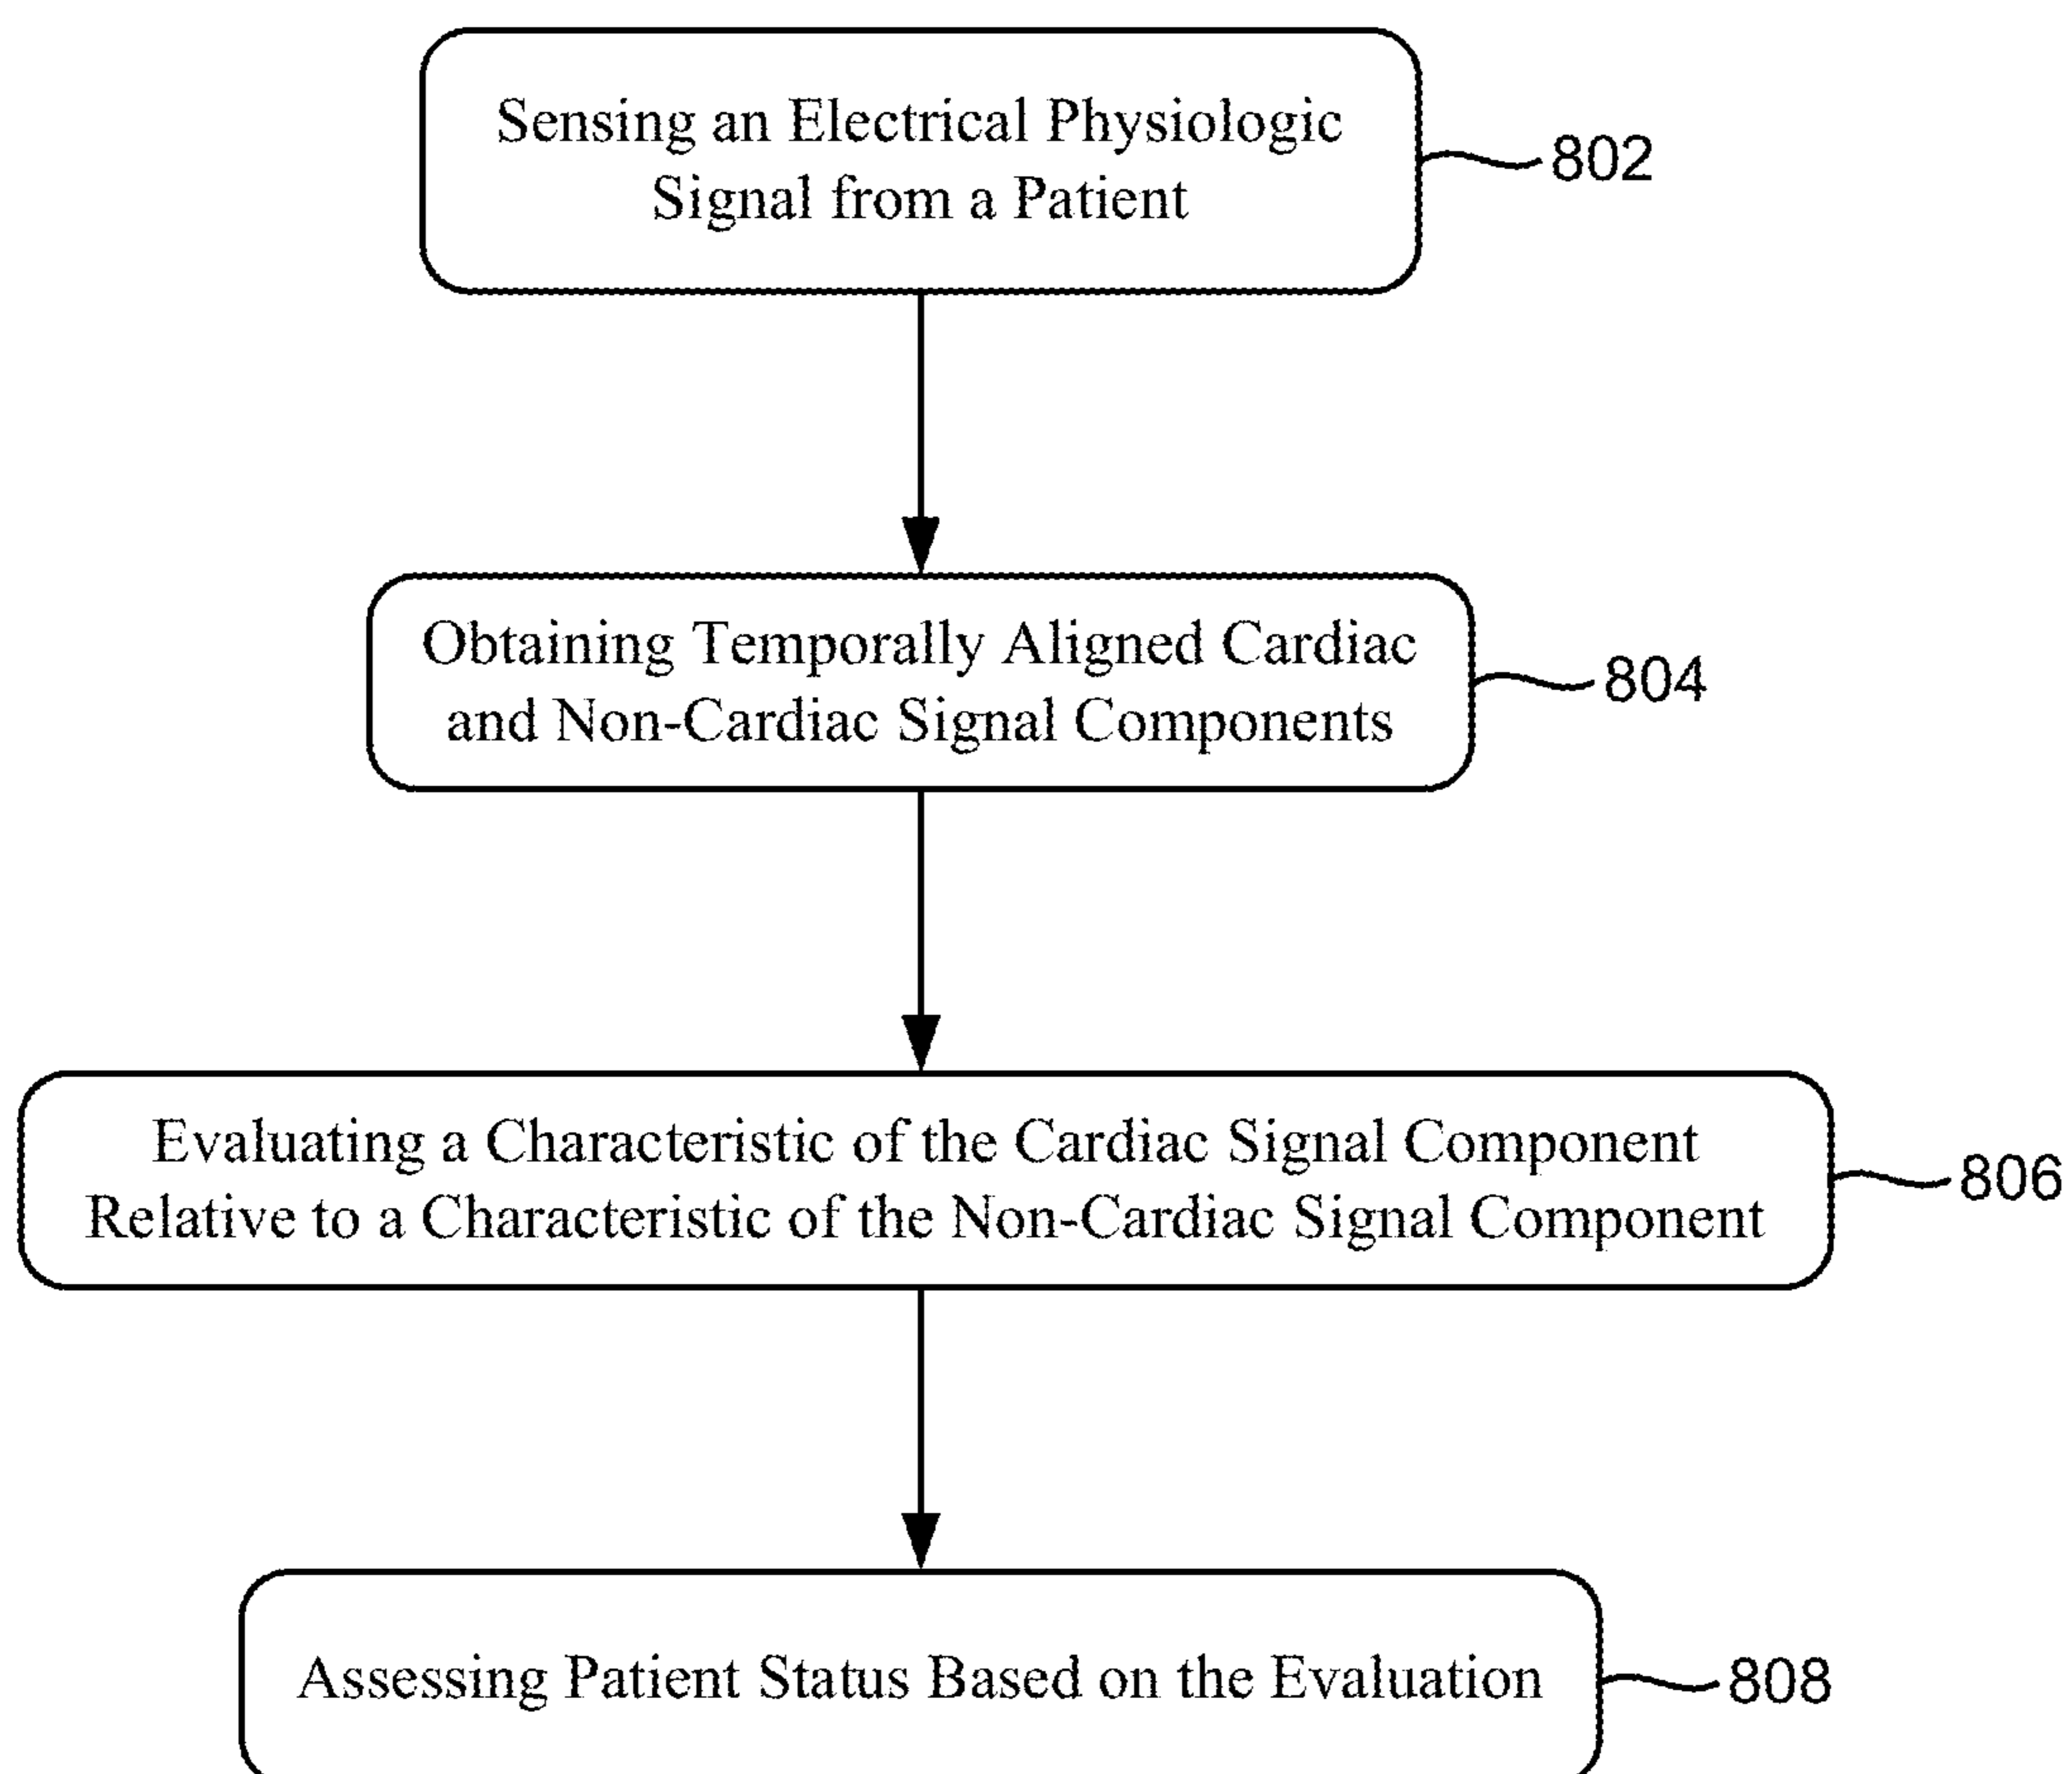 Sensing an Electrical Physiologic
Signal from a Patient
802
Obtaining Temporally Aligned Cardiac
and Non-Cardiac Signal Components
804
Evaluating a Characteristic of the Cardiac Signal Component
Relative to a Characteristic of the Non-Cardiac Signal Component
806
Assessing Patient Status Based on the Evaluation
808